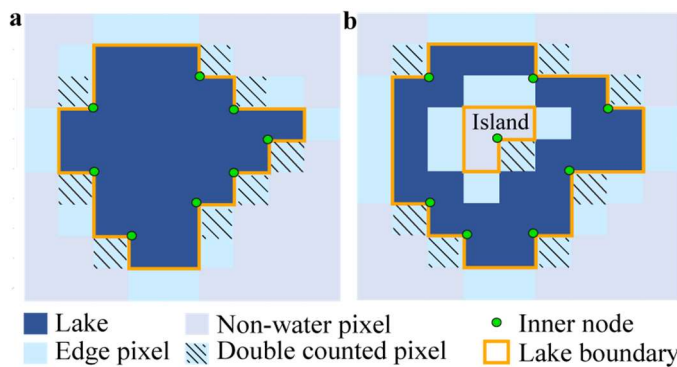 a
b
Island
Lake
Non-water pixel
Inner node
Edge pixel
Double counted pixel
Lake boundary